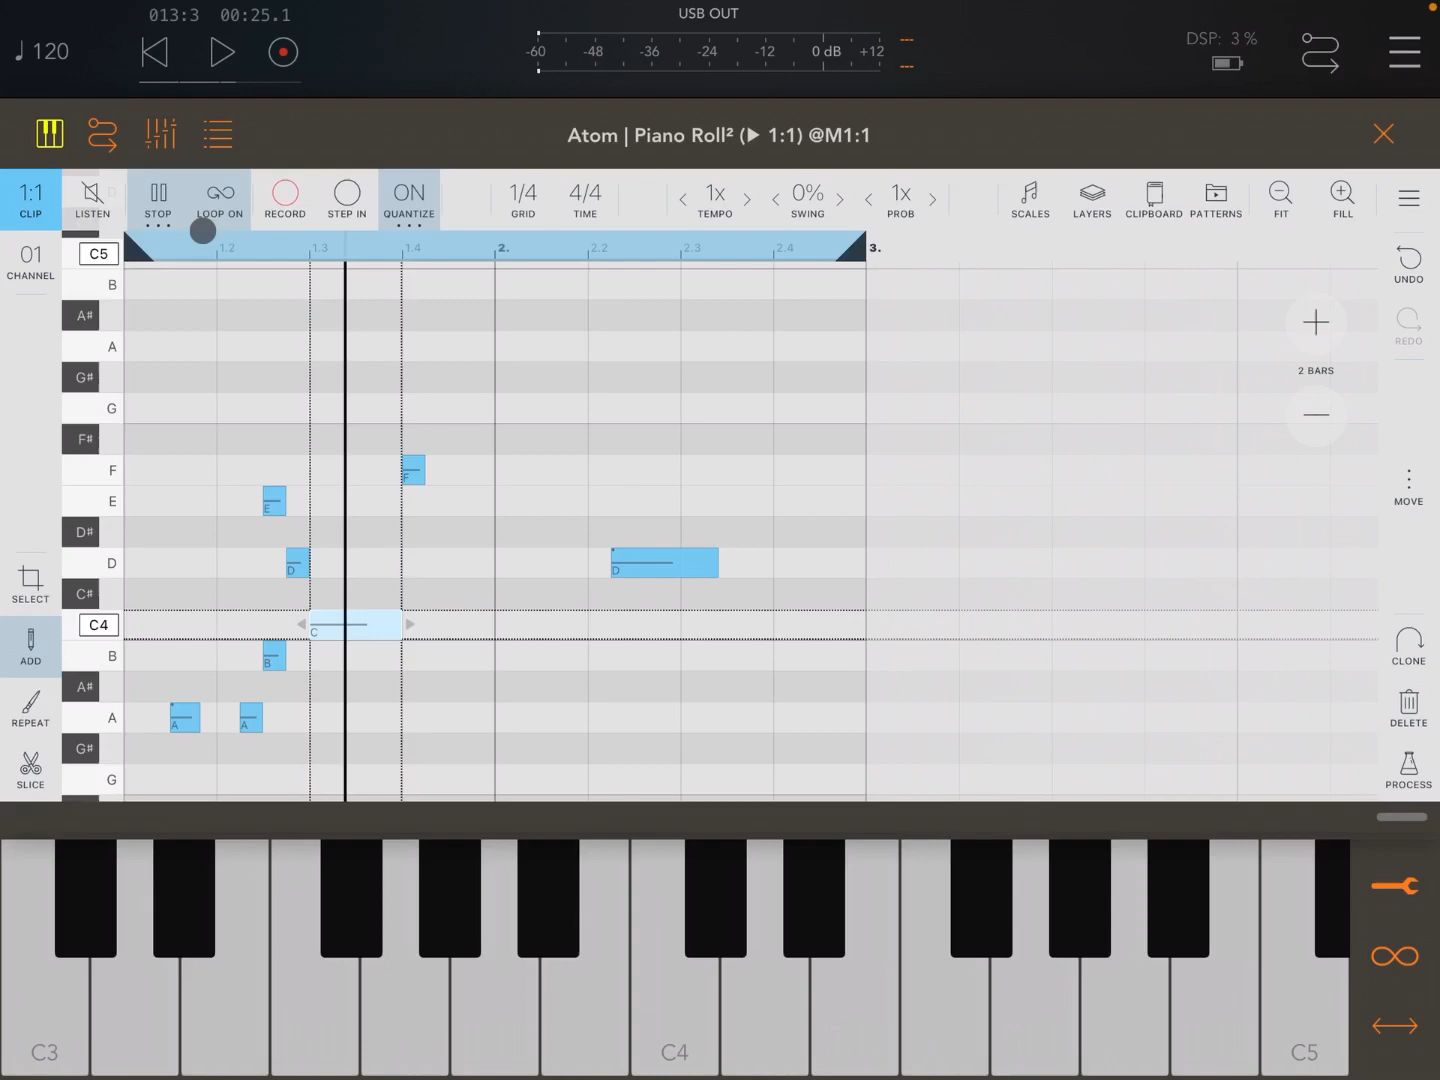 013:3 00:25.1
USB OUT
120
-60 -48 -36 -24 -12 0 dB +12
DSP: 3 %
Atom | Piano Roll² (▶ 1:1) @M1:1
1:1 ON 1/4 4/4 1x 0% 1x
CLIP LISTEN STOP LOOP ON RECORD STEP IN QUANTIZE GRID TIME TEMPO SWING PROB SCALES LAYERS CLIPBOARD PATTERNS FIT FILL
01
CHANNEL
C5 1.2 1.3 1.4 2. 2.2 2.3 2.4 3.
UNDO
B
A#
REDO
A
2 BARS
G#
G
F#
F F
E E
MOVE
D#
D D D
SELECT
C#
C4 C
ADD
B B
CLONE
A#
A A A
REPEAT
DELETE
G#
G
SLICE
PROCESS
C3 C4 C5